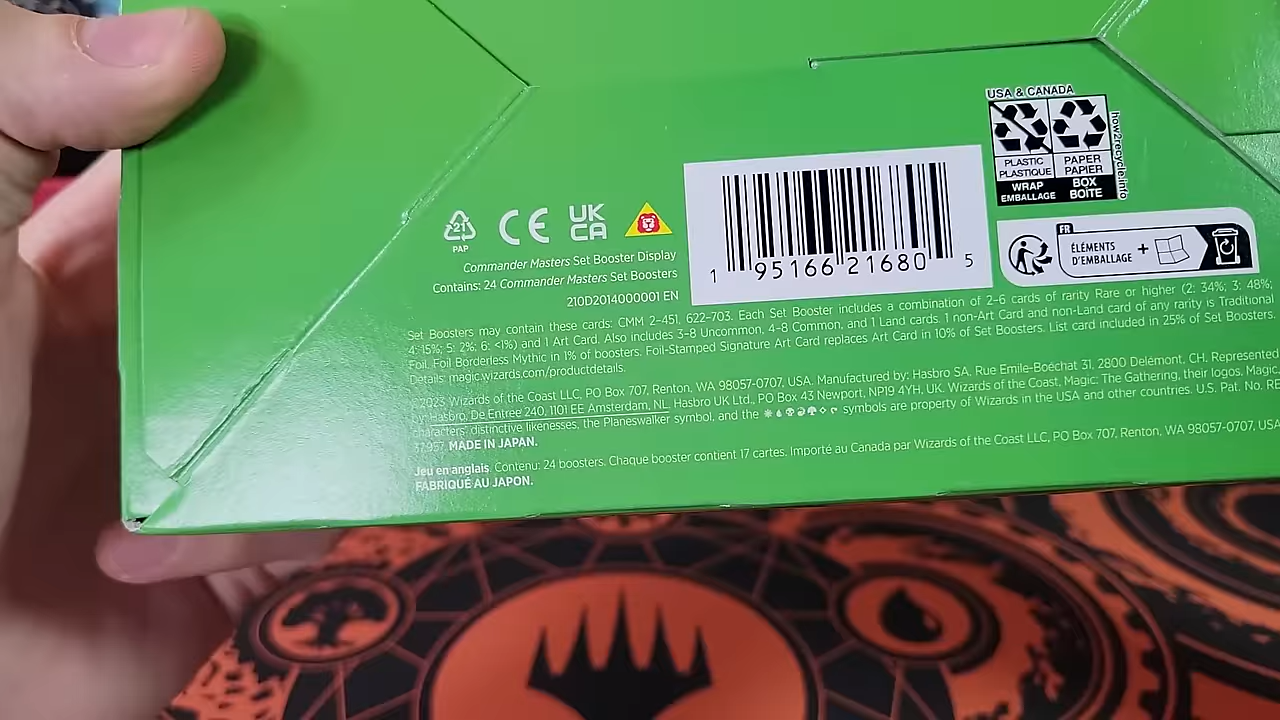 USA & CANADA
PLASTIC
PLASTIQUE
WRAP
EMBALLAGE
PAPER
PAPIER
BOX
BOÎTE
how2recycle.info
21
PAP
CE
UK
CA
FR
ÉLÉMENTS
D'EMBALLAGE
+
Commander Masters Set Booster Display
Contains: 24 Commander Masters Set Boosters
210D2014000001 EN
1 95166 21680 5
Set Boosters may contain these cards: CMM 2-451, 622-703. Each Set Booster includes a combination of 2-6 cards of rarity Rare or higher (2: 34%; 3: 48%;
4: 15%; 5: 2%; 6: <1%) and 1 Art Card. Also includes 3-8 Uncommon, 4-8 Common, and 1 Land cards. 1 non-Art Card and non-Land card of any rarity is Traditional
Foil. Foil Borderless Mythic in 1% of boosters. Foil-Stamped Signature Art Card replaces Art Card in 10% of Set Boosters. List card included in 25% of Set Boosters.
Details: magic.wizards.com/productdetails.
©2023 Wizards of the Coast LLC, PO Box 707, Renton, WA 98057-0707, USA. Manufactured by: Hasbro SA, Rue Emile-Boéchat 31, 2800 Delémont, CH. Represented
by: Hasbro, De Entree 240, 1101 EE Amsterdam, NL. Hasbro UK Ltd., PO Box 43 Newport, NP19 4YH, UK. Wizards of the Coast, Magic: The Gathering, their logos, Magic,
characters' distinctive likenesses, the Planeswalker symbol, and the symbols are property of Wizards in the USA and other countries. U.S. Pat. No. RE
37,957. MADE IN JAPAN.
Jeu en anglais. Contenu: 24 boosters. Chaque booster contient 17 cartes. Importé au Canada par Wizards of the Coast LLC, PO Box 707, Renton, WA 98057-0707, USA
FABRIQUÉ AU JAPON.